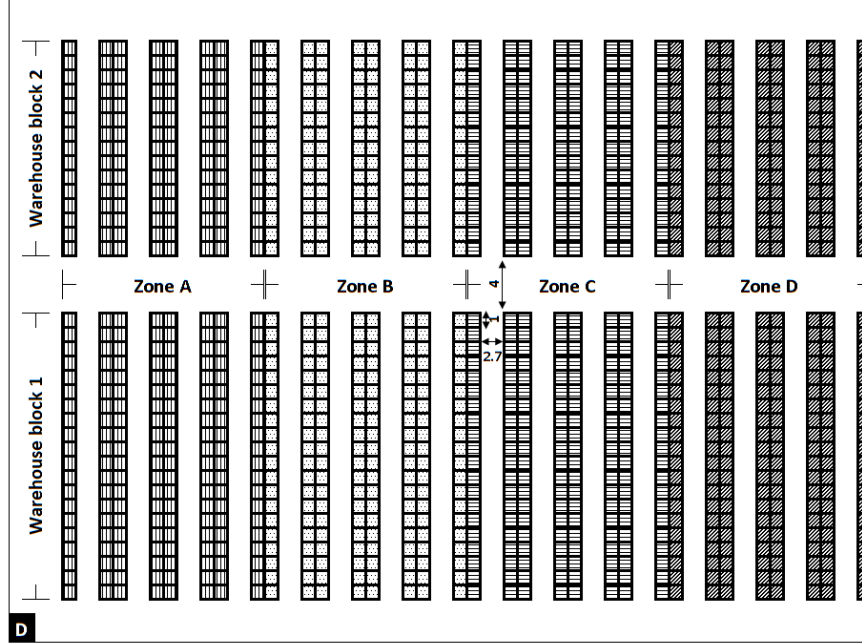 Warehouse block 2
Zone A
Zone B
Zone C
Zone D
4
1
2.7
Warehouse block 1
D